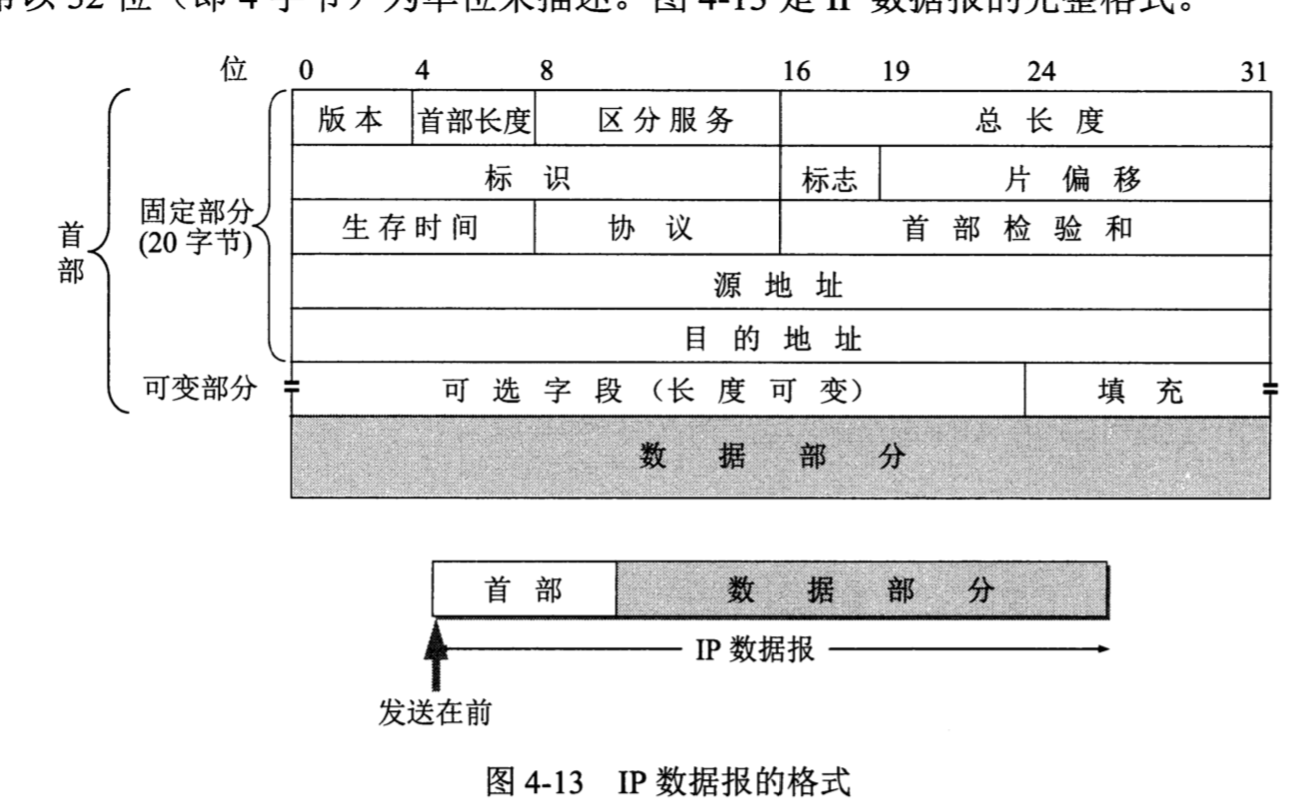 常以 32 位（即 4 字节）为单位来描述。图 4-13 是 IP 数据报的完整格式。
位 0 4 8 16 19 24 31
版本 首部长度 区分服务 总长度
标识 标志 片偏移
固定部分
(20 字节)
首部
生存时间 协议 首部检验和
源地址
目的地址
可变部分 可选字段（长度可变） 填充
数据部分
首部 数据部分
IP 数据报
发送在前
图 4-13 IP 数据报的格式